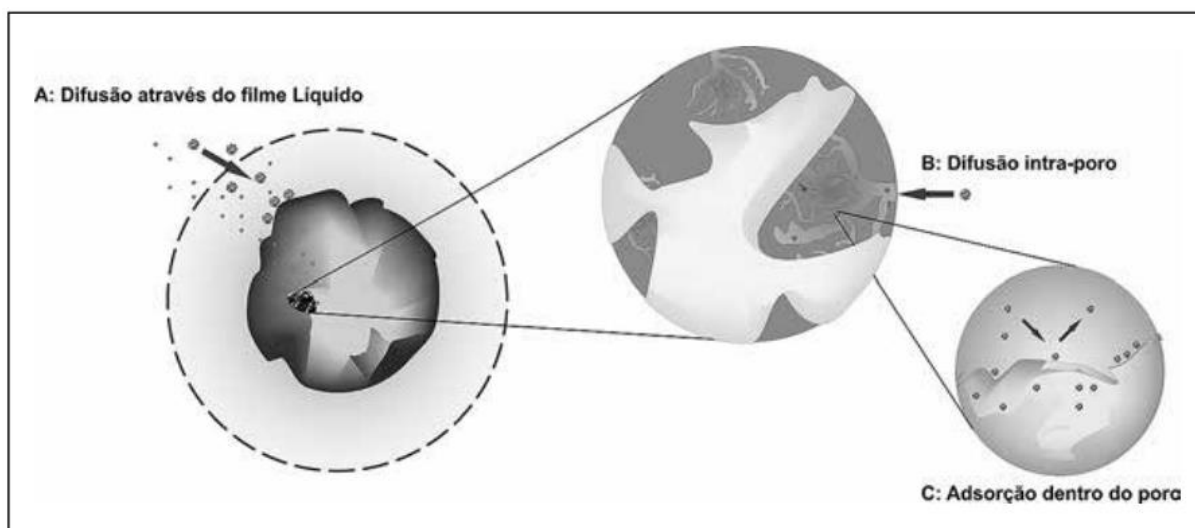 A: Difusão através do filme Líquido
B: Difusão intra-poro
C: Adsorção dentro do poro